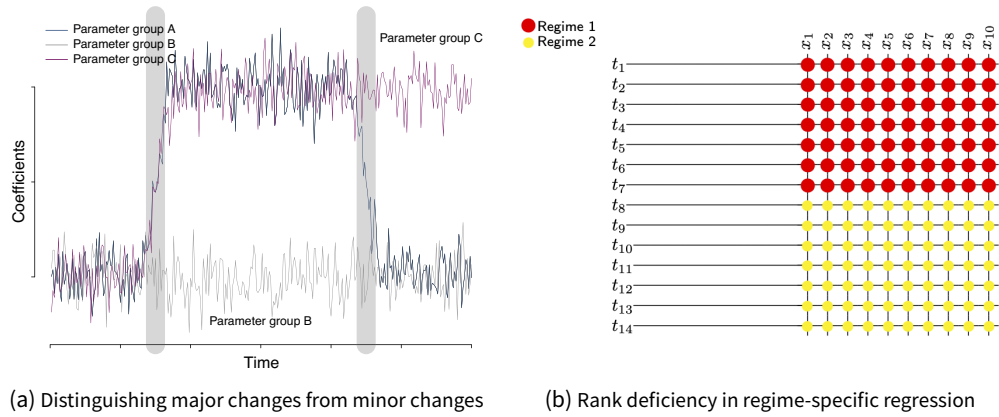 Parameter group A
Parameter group B
Parameter group C
Parameter group C
Coefficients
Parameter group B
Time
(a) Distinguishing major changes from minor changes
Regime 1
Regime 2
x1 x2 x3 x4 x5 x6 x7 x8 x9 x10
t1
t2
t3
t4
t5
t6
t7
t8
t9
t10
t11
t12
t13
t14
(b) Rank deficiency in regime-specific regression